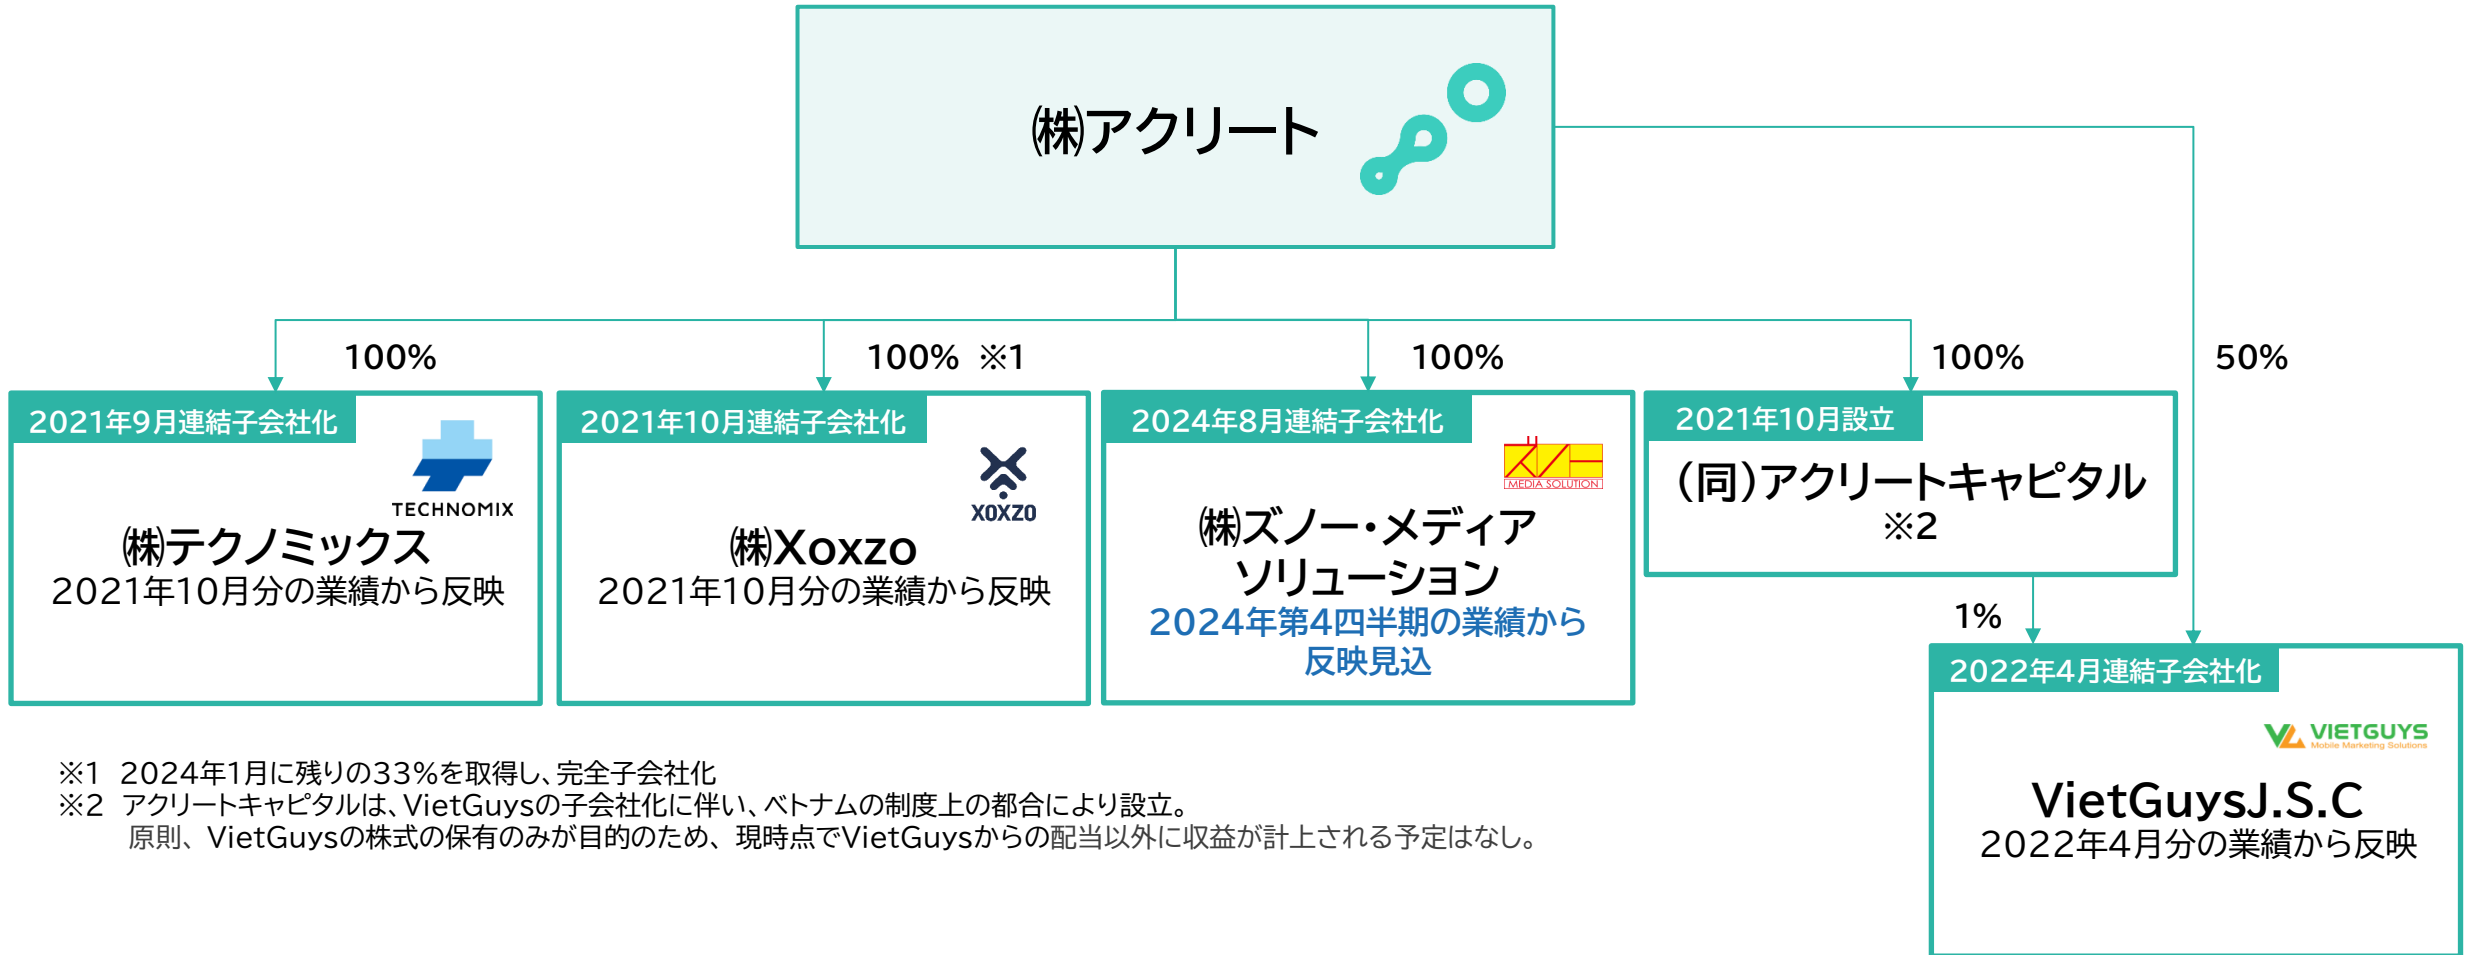 ㈱アクリート
100%
100% ※1
100%
100%
50%
2021年9月連結子会社化
TECHNOMIX
㈱テクノミックス
2021年10月分の業績から反映
2021年10月連結子会社化
XOXZO
㈱Xoxzo
2021年10月分の業績から反映
2024年8月連結子会社化
ズノー
MEDIA SOLUTION
㈱ズノー・メディア
ソリューション
2024年第4四半期の業績から
反映見込
2021年10月設立
(同)アクリートキャピタル
※2
1%
2022年4月連結子会社化
VIETGUYS
Mobile Marketing Solutions
VietGuysJ.S.C
2022年4月分の業績から反映
※1 2024年1月に残りの33%を取得し、完全子会社化
※2 アクリートキャピタルは、VietGuysの子会社化に伴い、ベトナムの制度上の都合により設立。
原則、VietGuysの株式の保有のみが目的のため、現時点でVietGuysからの配当以外に収益が計上される予定はなし。